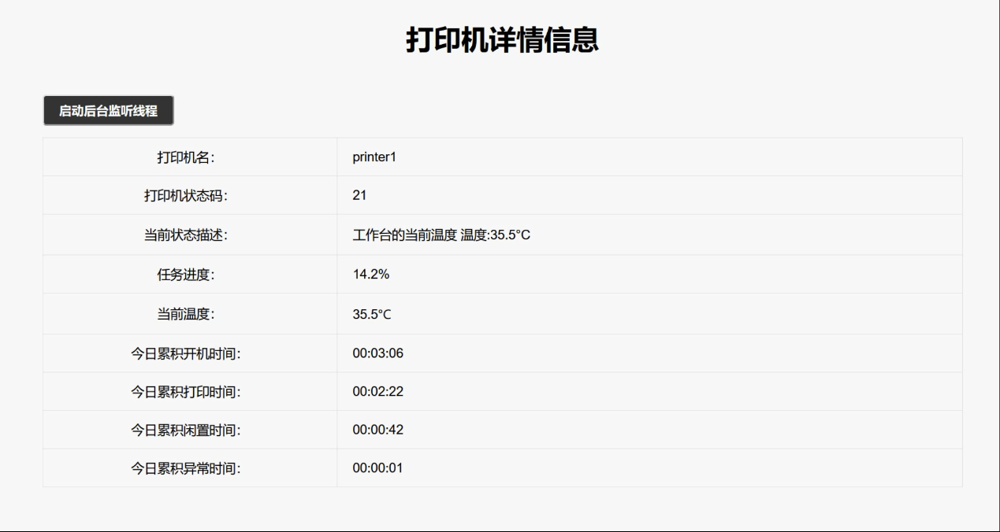 打印机详情信息
启动后台监听线程
打印机名： printer1
打印机状态码： 21
当前状态描述： 工作台的当前温度 温度:35.5°C
任务进度： 14.2%
当前温度： 35.5°C
今日累积开机时间： 00:03:06
今日累积打印时间： 00:02:22
今日累积闲置时间： 00:00:42
今日累积异常时间： 00:00:01